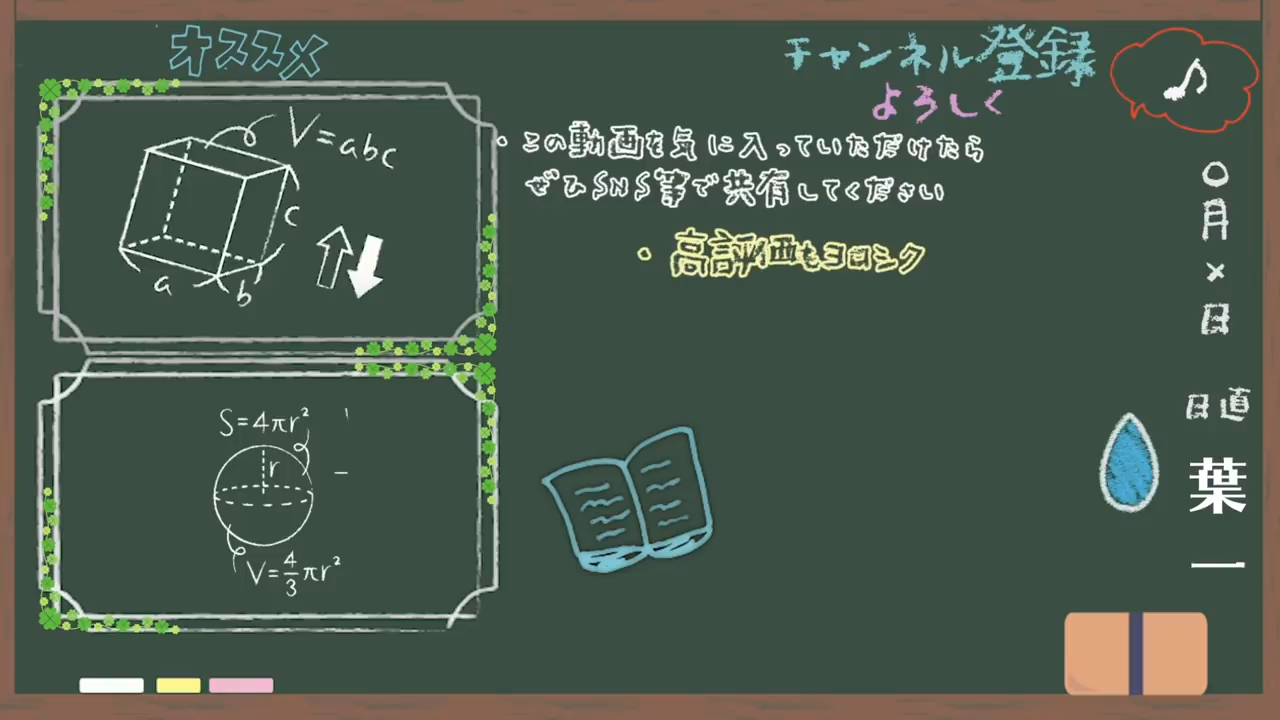 オススメ
V=abc
c
a
b
S=4πr²
r
V=4/3πr²
チャンネル登録
よろしく
・この動画を気に入っていただけたら
ぜひSNS等で共有してください
・高評価もヨロシク
○月×日
日直
葉一